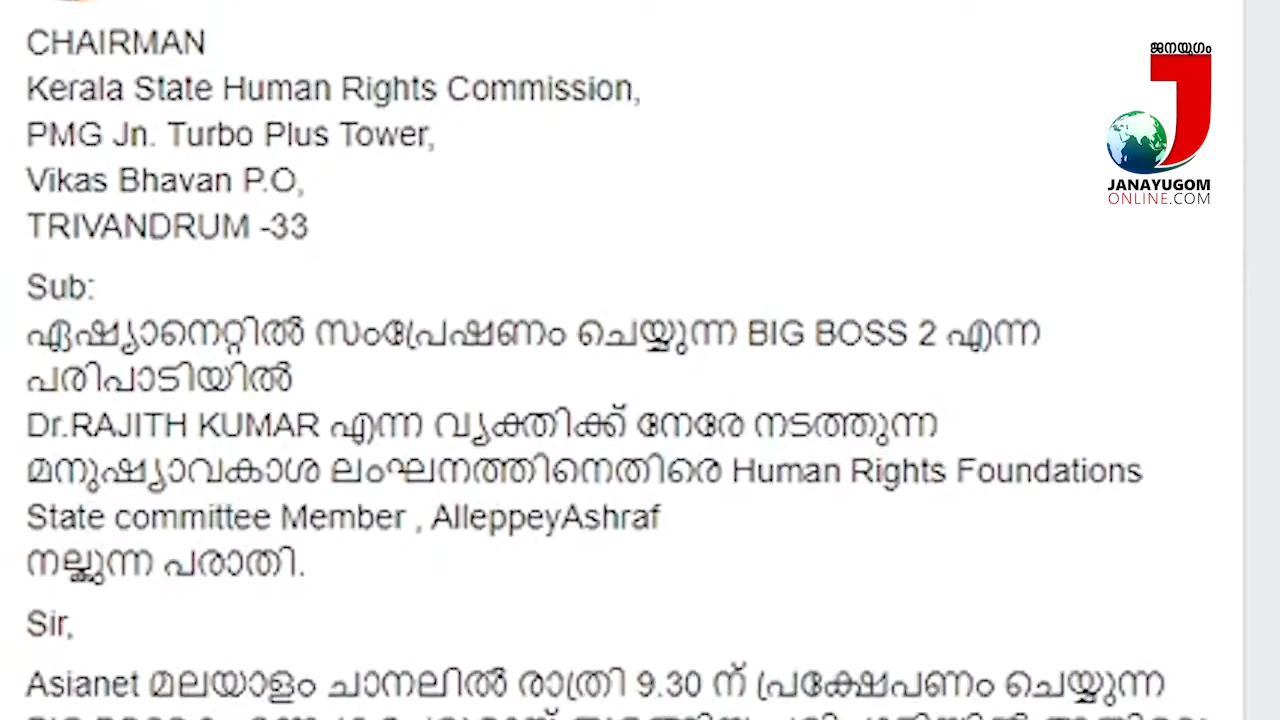 CHAIRMAN
Kerala State Human Rights Commission,
PMG Jn. Turbo Plus Tower,
Vikas Bhavan P.O,
TRIVANDRUM -33
Sub:
ഏഷ്യാനെറ്റിൽ സംപ്രേഷണം ചെയ്യുന്ന BIG BOSS 2 എന്ന
പരിപാടിയിൽ
Dr.RAJITH KUMAR എന്ന വ്യക്തിക്ക് നേരേ നടത്തുന്ന
മനുഷ്യാവകാശ ലംഘനത്തിനെതിരെ Human Rights Foundations
State committee Member , AlleppeyAshraf
നല്കുന്ന പരാതി.
Sir,
Asianet മലയാളം ചാനലിൽ രാത്രി 9.30 ന് പ്രക്ഷേപണം ചെയ്യുന്ന
ജനയുഗം
J
JANAYUGOM
ONLINE.COM